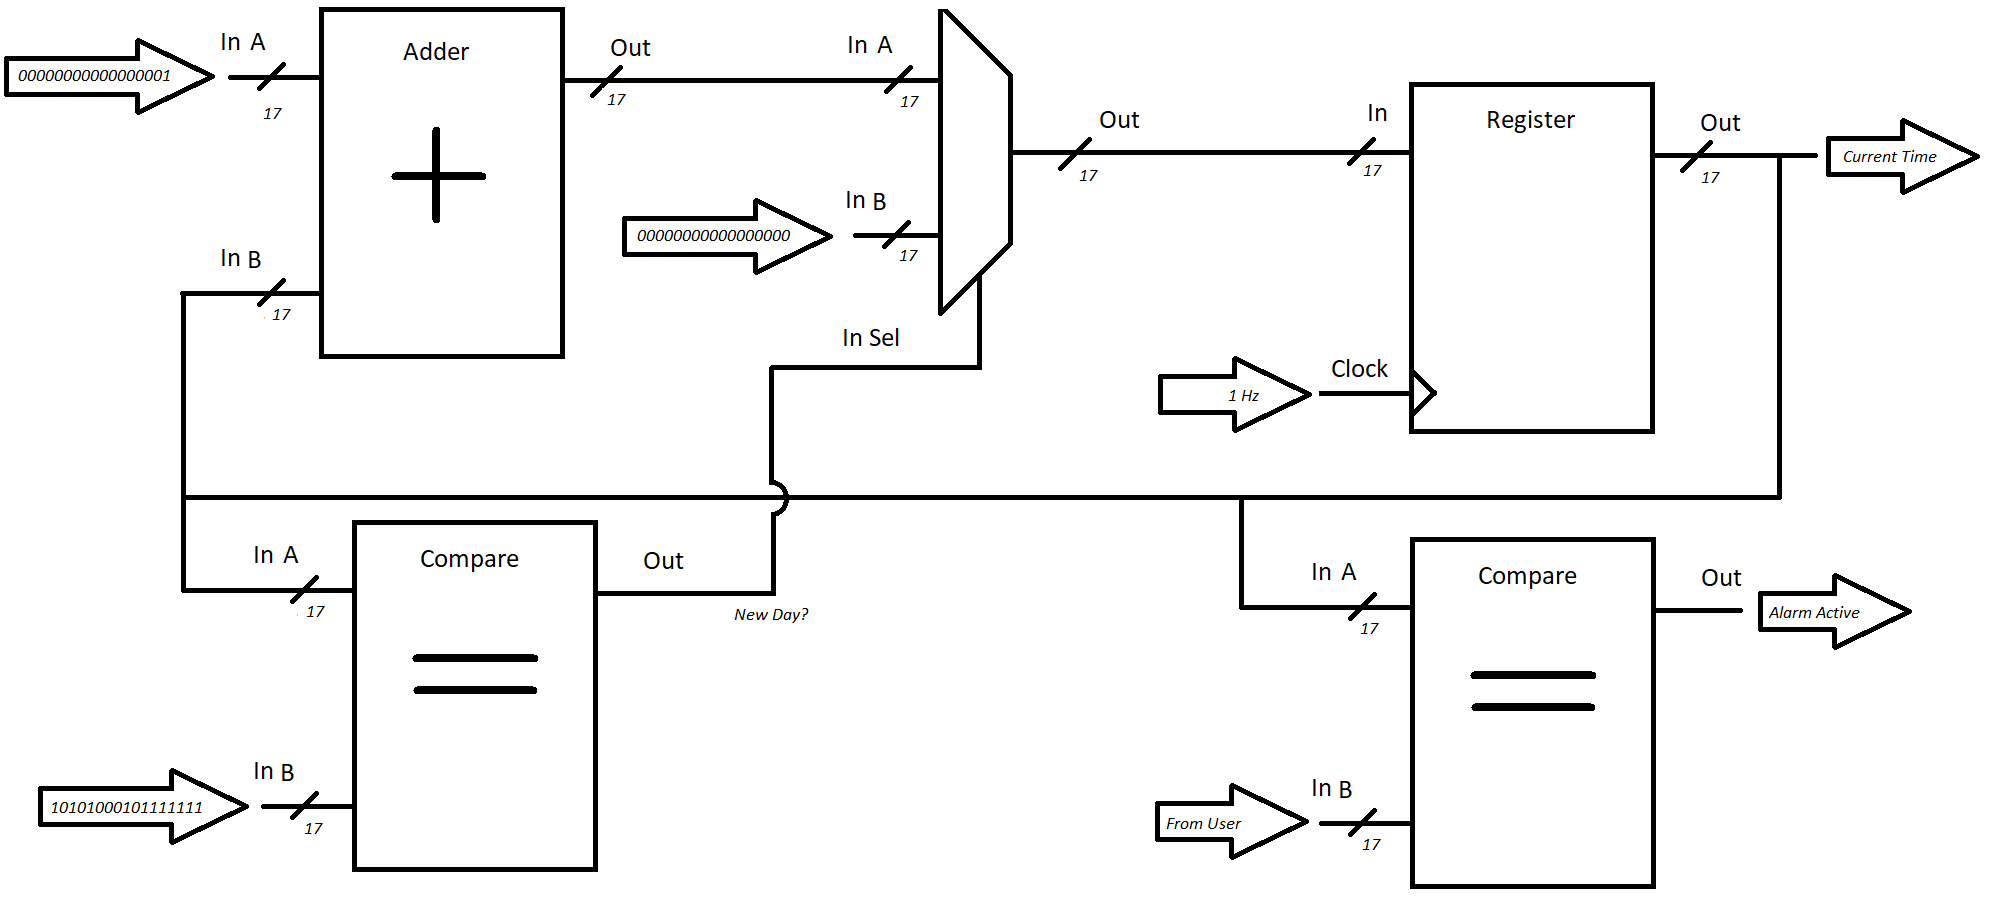 00000000000000001
In A
17
Adder
Out
17
In A
17
In B
17
00000000000000000
In B
17
In Sel
Out
17
In
17
Register
Clock
1 Hz
Out
17
Current Time
In A
17
Compare
Out
New Day?
In B
17
10101000101111111
In A
17
Compare
Out
Alarm Active
In B
17
From User